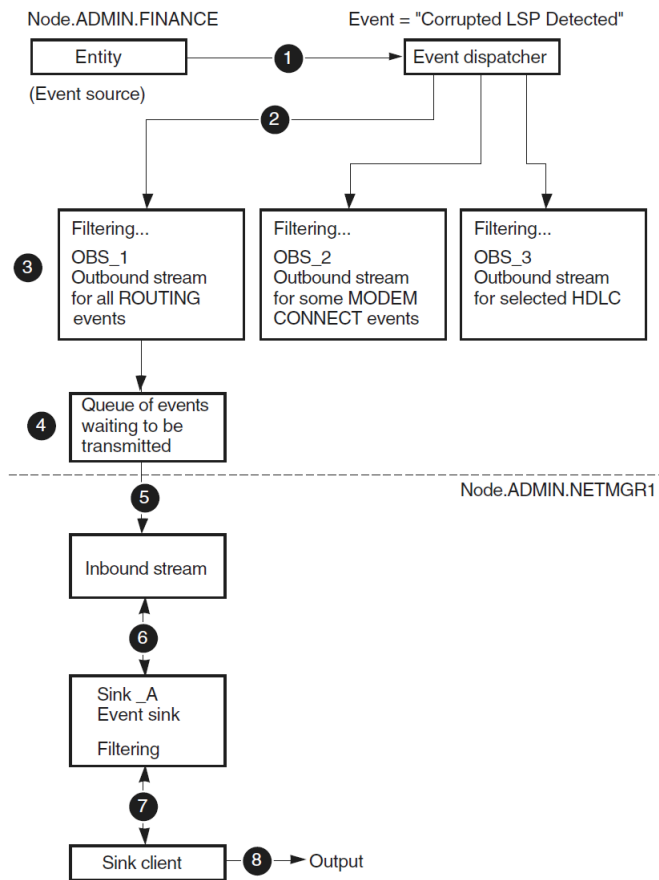 Node.ADMIN.FINANCE
Event = "Corrupted LSP Detected"
Entity
1
Event dispatcher
(Event source)
2
Filtering...
OBS_1
Outbound stream
for all ROUTING
events
Filtering...
OBS_2
Outbound stream
for some MODEM
CONNECT events
Filtering...
OBS_3
Outbound stream
for selected HDLC
3
4
Queue of events
waiting to be
transmitted
5
Node.ADMIN.NETMGR1
Inbound stream
6
Sink _A
Event sink
Filtering
7
Sink client
8
Output